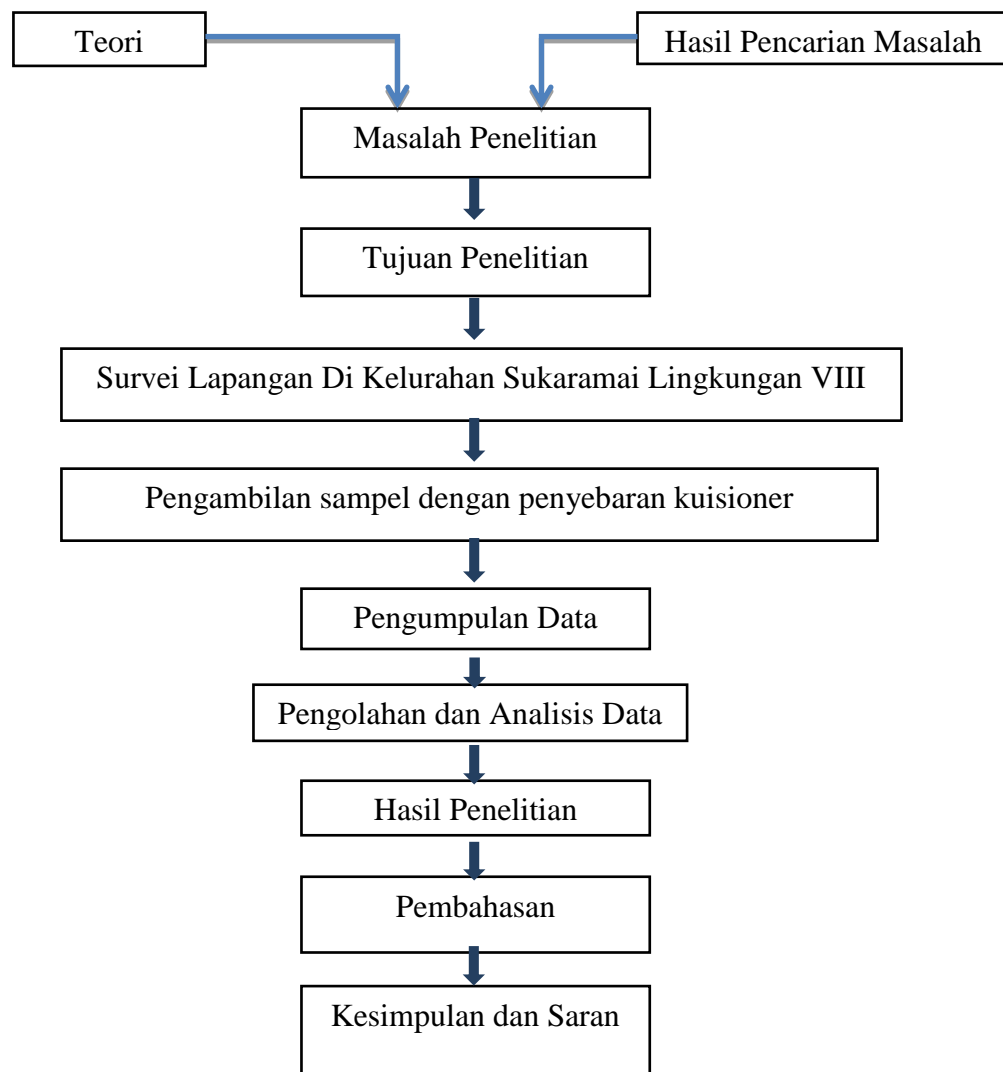 Teori
Hasil Pencarian Masalah
Masalah Penelitian
Tujuan Penelitian
Survei Lapangan Di Kelurahan Sukaramai Lingkungan VIII
Pengambilan sampel dengan penyebaran kuisioner
Pengumpulan Data
Pengolahan dan Analisis Data
Hasil Penelitian
Pembahasan
Kesimpulan dan Saran